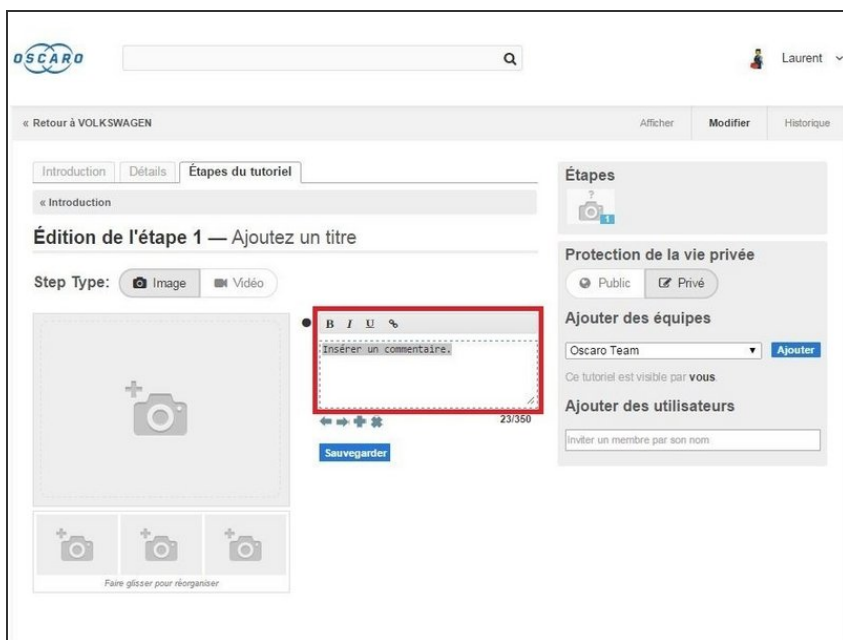 OSCARO
Laurent
« Retour à VOLKSWAGEN
Afficher
Modifier
Historique
Introduction
Détails
Étapes du tutoriel
« Introduction
Édition de l'étape 1 — Ajoutez un titre
Step Type:
Image
Vidéo
B I U
Insérer un commentaire.
23/350
Sauvegarder
Faire glisser pour réorganiser
Étapes
?
1
Protection de la vie privée
Public
Privé
Ajouter des équipes
Oscaro Team
Ajouter
Ce tutoriel est visible par vous.
Ajouter des utilisateurs
Inviter un membre par son nom